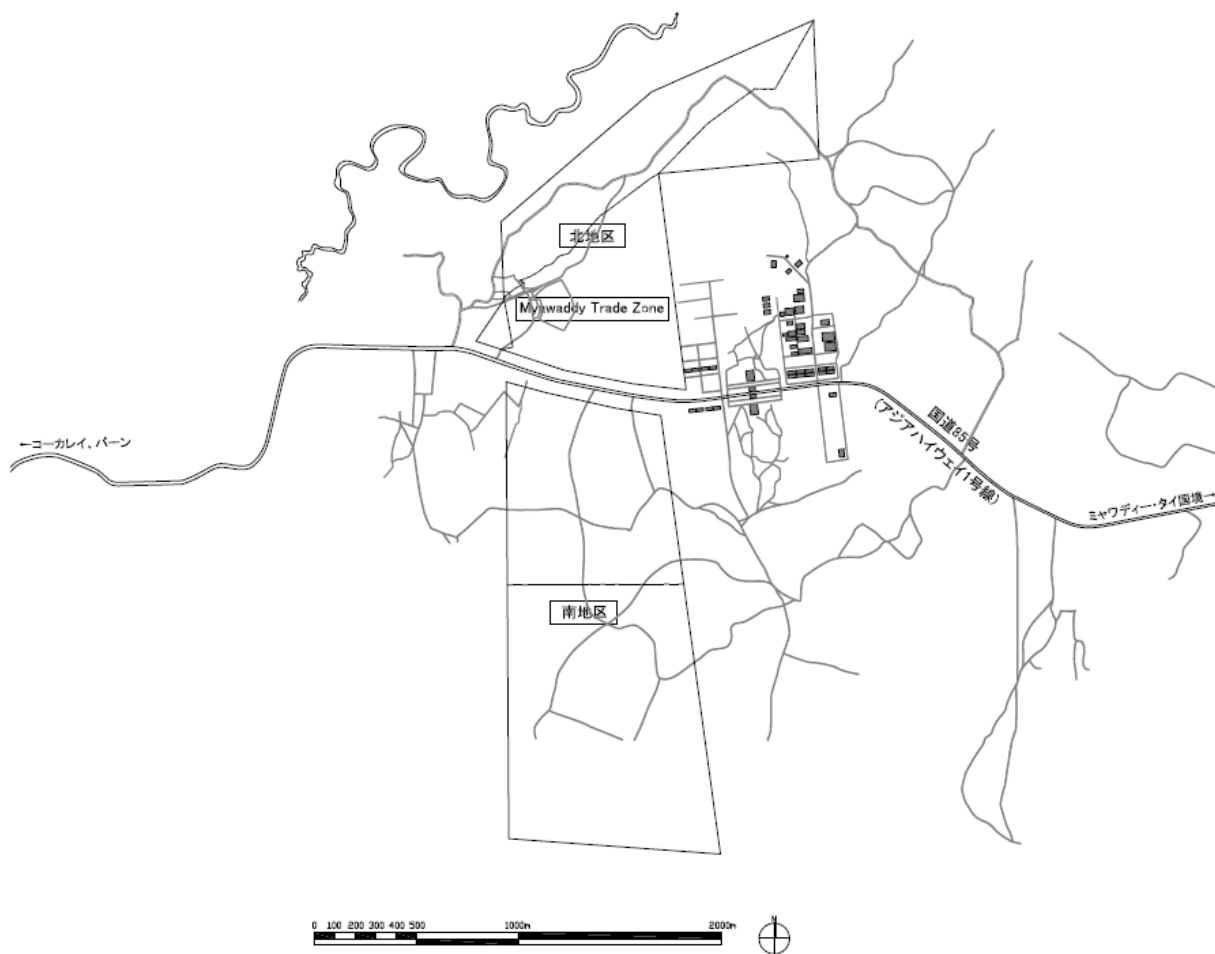 北地区
Myawaddy Trade Zone
←コーカレイ、パーン
国道85号
(アジアハイウェイ1号線)
ミャワディー・タイ国境→
南地区
0 100 200 300 400 500 1000m 2000m
N